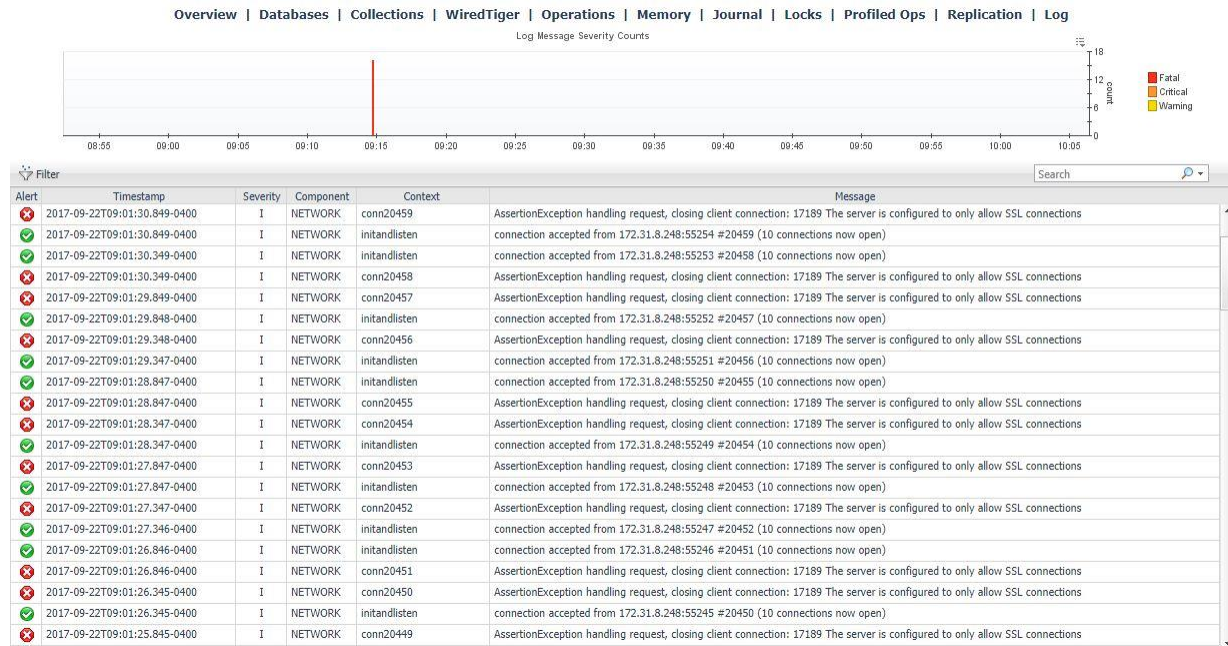 Overview | Databases | Collections | WiredTiger | Operations | Memory | Journal | Locks | Profiled Ops | Replication | Log
Log Message Severity Counts
18
12
6
0
count
Fatal
Critical
Warning
08:55 09:00 09:05 09:10 09:15 09:20 09:25 09:30 09:35 09:40 09:45 09:50 09:55 10:00 10:05
Filter Search
Alert Timestamp Severity Component Context Message
2017-09-22T09:01:30.849-0400 I NETWORK conn20459 AssertionException handling request, closing client connection: 17189 The server is configured to only allow SSL connections
2017-09-22T09:01:30.849-0400 I NETWORK initandlisten connection accepted from 172.31.8.248:55254 #20459 (10 connections now open)
2017-09-22T09:01:30.349-0400 I NETWORK initandlisten connection accepted from 172.31.8.248:55253 #20458 (10 connections now open)
2017-09-22T09:01:30.349-0400 I NETWORK conn20458 AssertionException handling request, closing client connection: 17189 The server is configured to only allow SSL connections
2017-09-22T09:01:29.849-0400 I NETWORK conn20457 AssertionException handling request, closing client connection: 17189 The server is configured to only allow SSL connections
2017-09-22T09:01:29.848-0400 I NETWORK initandlisten connection accepted from 172.31.8.248:55252 #20457 (10 connections now open)
2017-09-22T09:01:29.348-0400 I NETWORK conn20456 AssertionException handling request, closing client connection: 17189 The server is configured to only allow SSL connections
2017-09-22T09:01:29.347-0400 I NETWORK initandlisten connection accepted from 172.31.8.248:55251 #20456 (10 connections now open)
2017-09-22T09:01:28.847-0400 I NETWORK initandlisten connection accepted from 172.31.8.248:55250 #20455 (10 connections now open)
2017-09-22T09:01:28.847-0400 I NETWORK conn20455 AssertionException handling request, closing client connection: 17189 The server is configured to only allow SSL connections
2017-09-22T09:01:28.347-0400 I NETWORK conn20454 AssertionException handling request, closing client connection: 17189 The server is configured to only allow SSL connections
2017-09-22T09:01:28.347-0400 I NETWORK initandlisten connection accepted from 172.31.8.248:55249 #20454 (10 connections now open)
2017-09-22T09:01:27.847-0400 I NETWORK conn20453 AssertionException handling request, closing client connection: 17189 The server is configured to only allow SSL connections
2017-09-22T09:01:27.847-0400 I NETWORK initandlisten connection accepted from 172.31.8.248:55248 #20453 (10 connections now open)
2017-09-22T09:01:27.347-0400 I NETWORK conn20452 AssertionException handling request, closing client connection: 17189 The server is configured to only allow SSL connections
2017-09-22T09:01:27.346-0400 I NETWORK initandlisten connection accepted from 172.31.8.248:55247 #20452 (10 connections now open)
2017-09-22T09:01:26.846-0400 I NETWORK initandlisten connection accepted from 172.31.8.248:55246 #20451 (10 connections now open)
2017-09-22T09:01:26.846-0400 I NETWORK conn20451 AssertionException handling request, closing client connection: 17189 The server is configured to only allow SSL connections
2017-09-22T09:01:26.345-0400 I NETWORK conn20450 AssertionException handling request, closing client connection: 17189 The server is configured to only allow SSL connections
2017-09-22T09:01:26.345-0400 I NETWORK initandlisten connection accepted from 172.31.8.248:55245 #20450 (10 connections now open)
2017-09-22T09:01:25.845-0400 I NETWORK conn20449 AssertionException handling request, closing client connection: 17189 The server is configured to only allow SSL connections